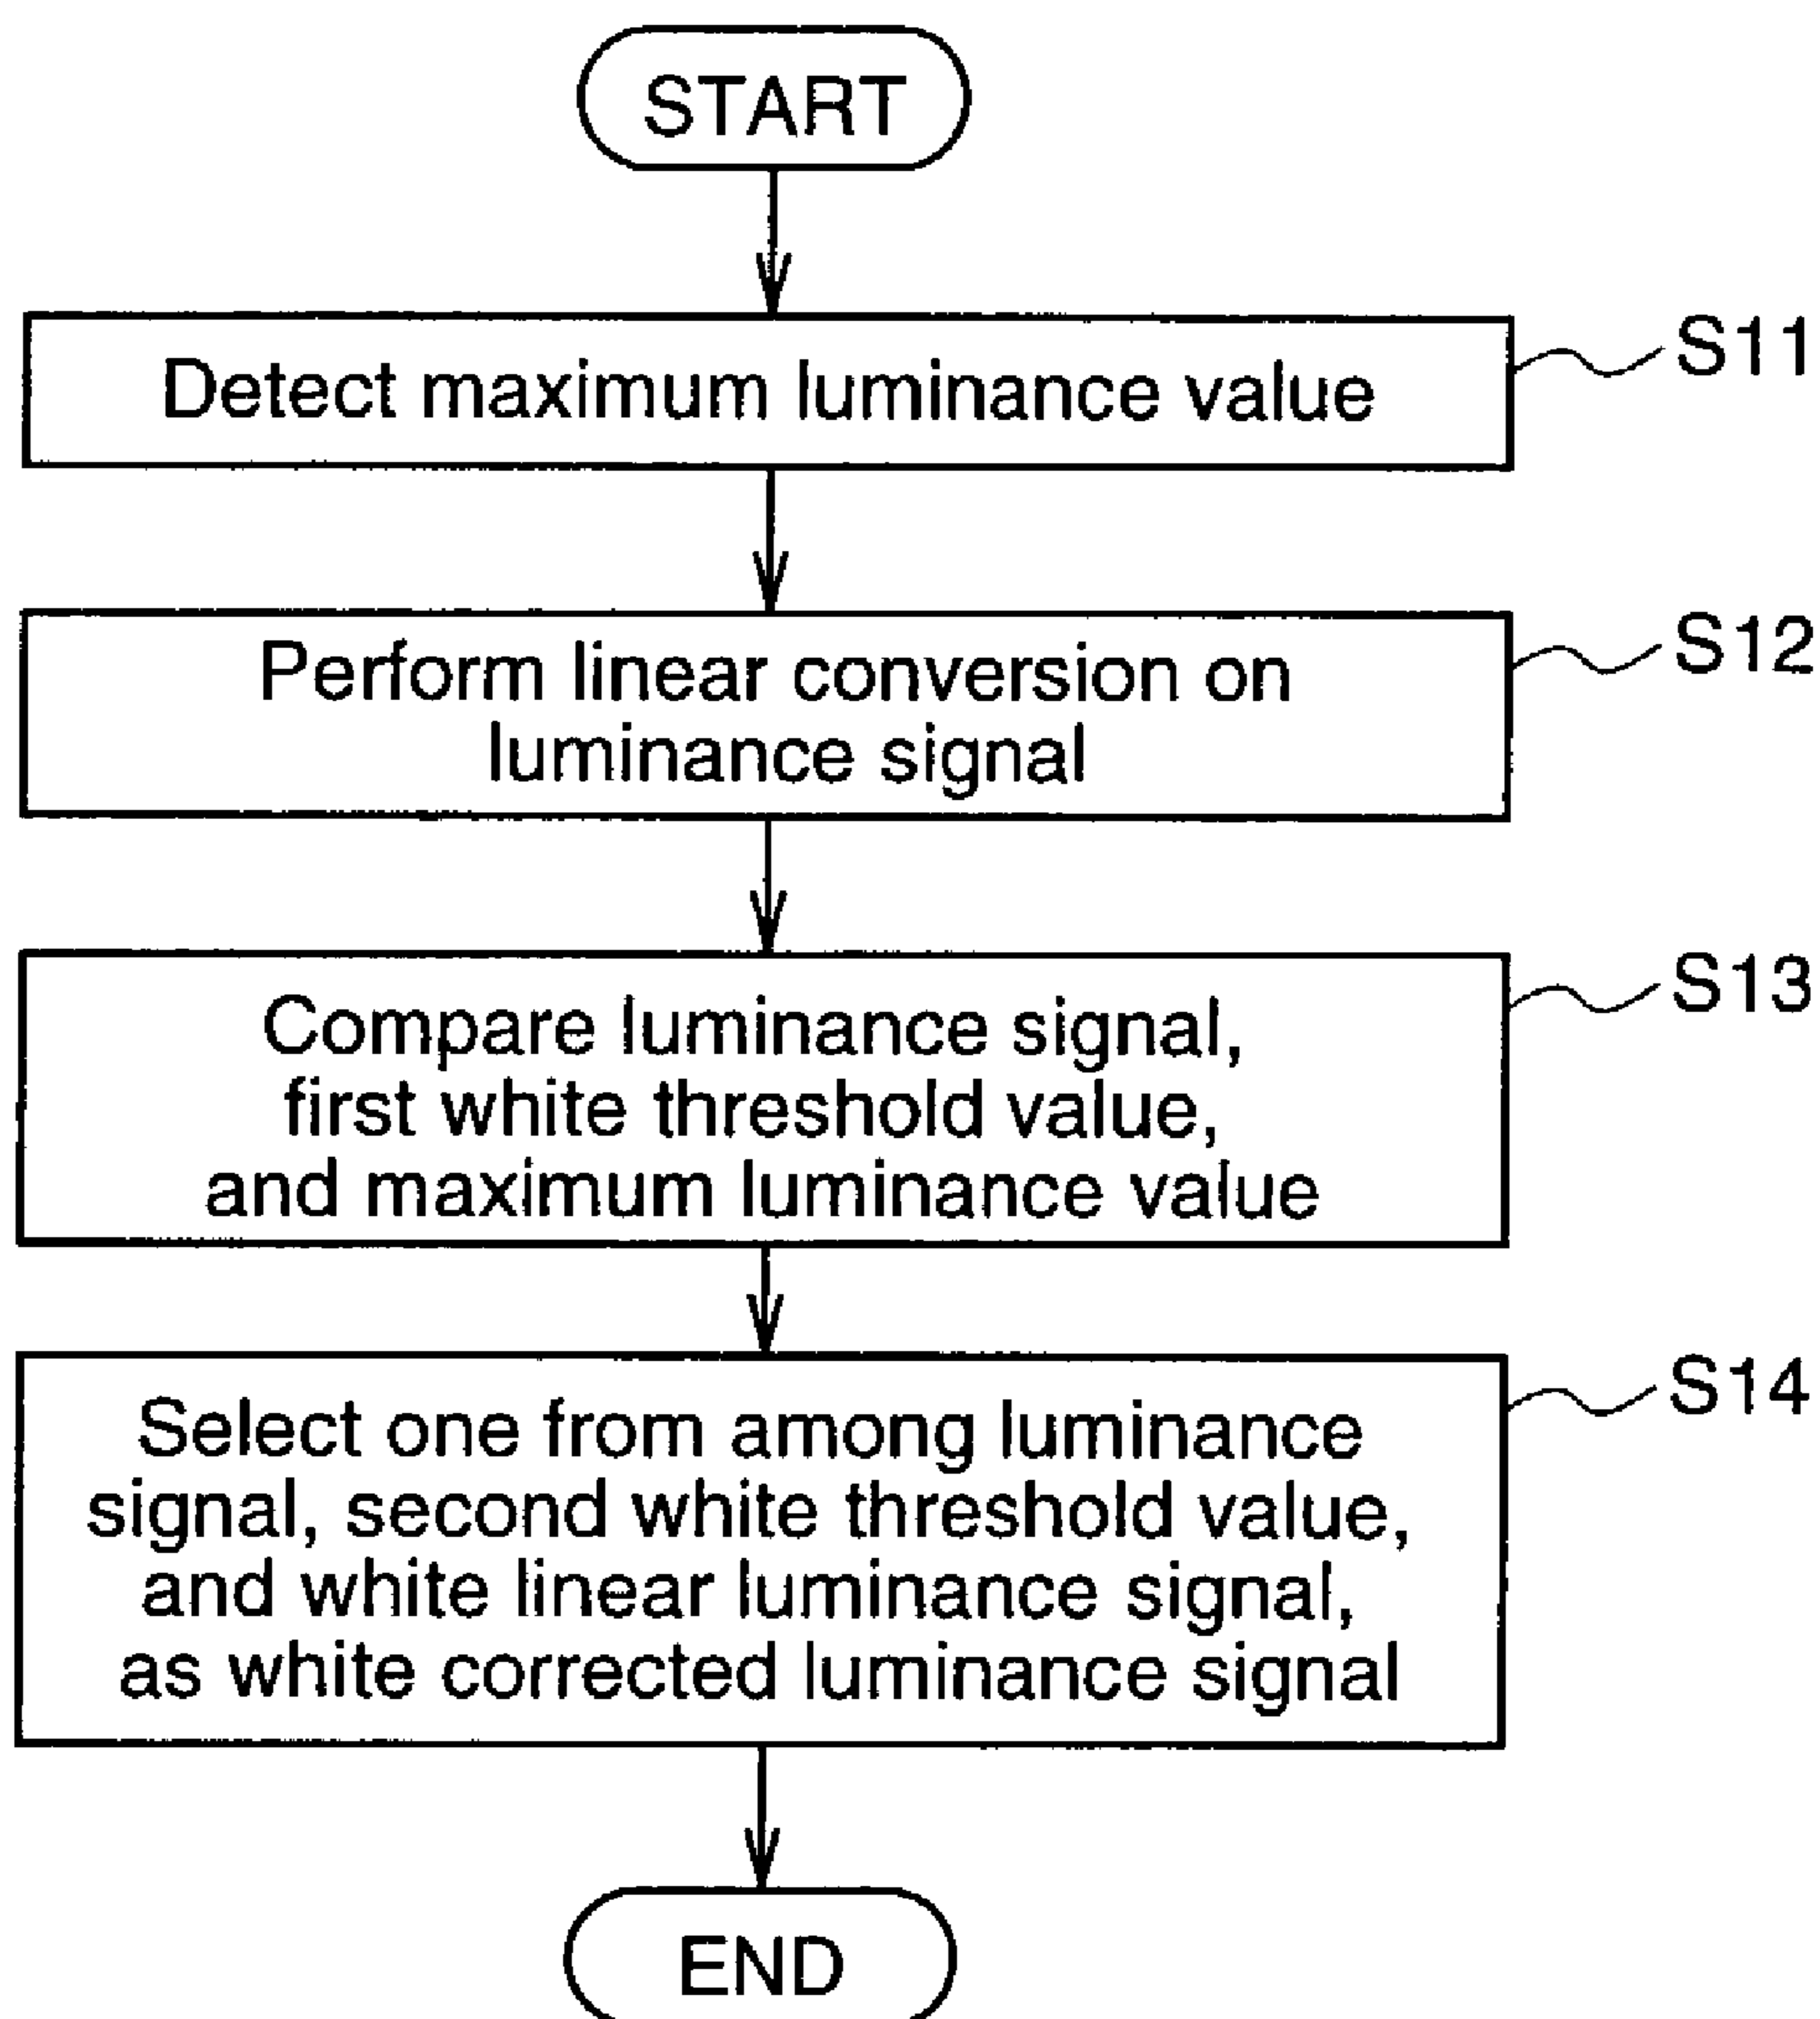 START
Detect maximum luminance value
S11
Perform linear conversion on
luminance signal
S12
Compare luminance signal,
first white threshold value,
and maximum luminance value
S13
Select one from among luminance
signal, second white threshold value,
and white linear luminance signal,
as white corrected luminance signal
S14
END